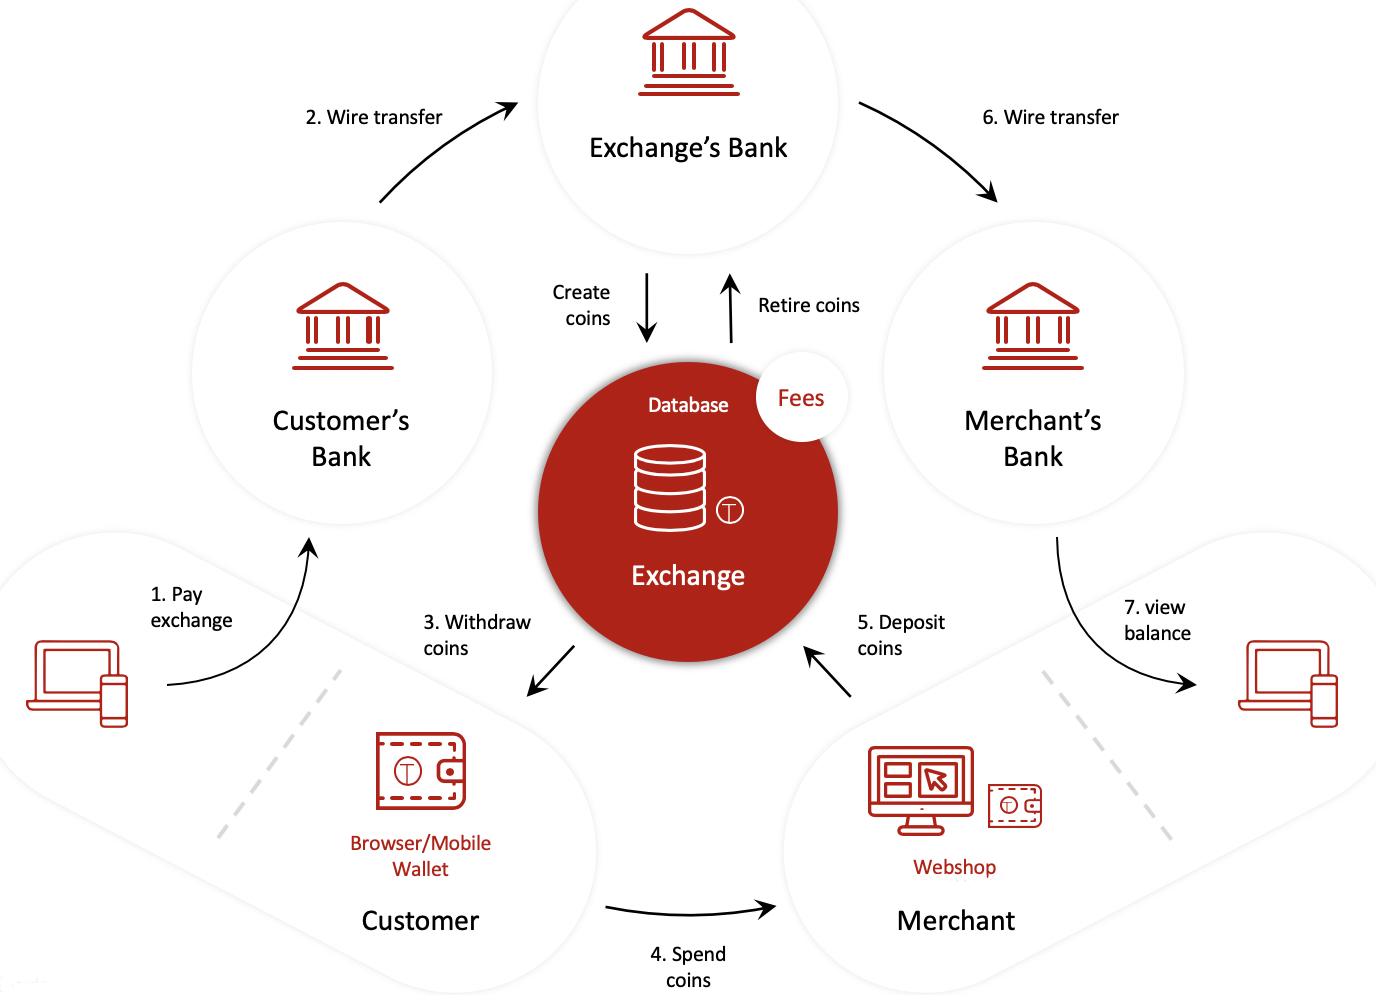 2. Wire transfer
Exchange’s Bank
6. Wire transfer
Create
coins
Retire coins
Customer’s
Bank
Database
Fees
T
Exchange
Merchant’s
Bank
1. Pay
exchange
3. Withdraw
coins
5. Deposit
coins
7. view
balance
T
Browser/Mobile
Wallet
Customer
T
Webshop
Merchant
4. Spend
coins